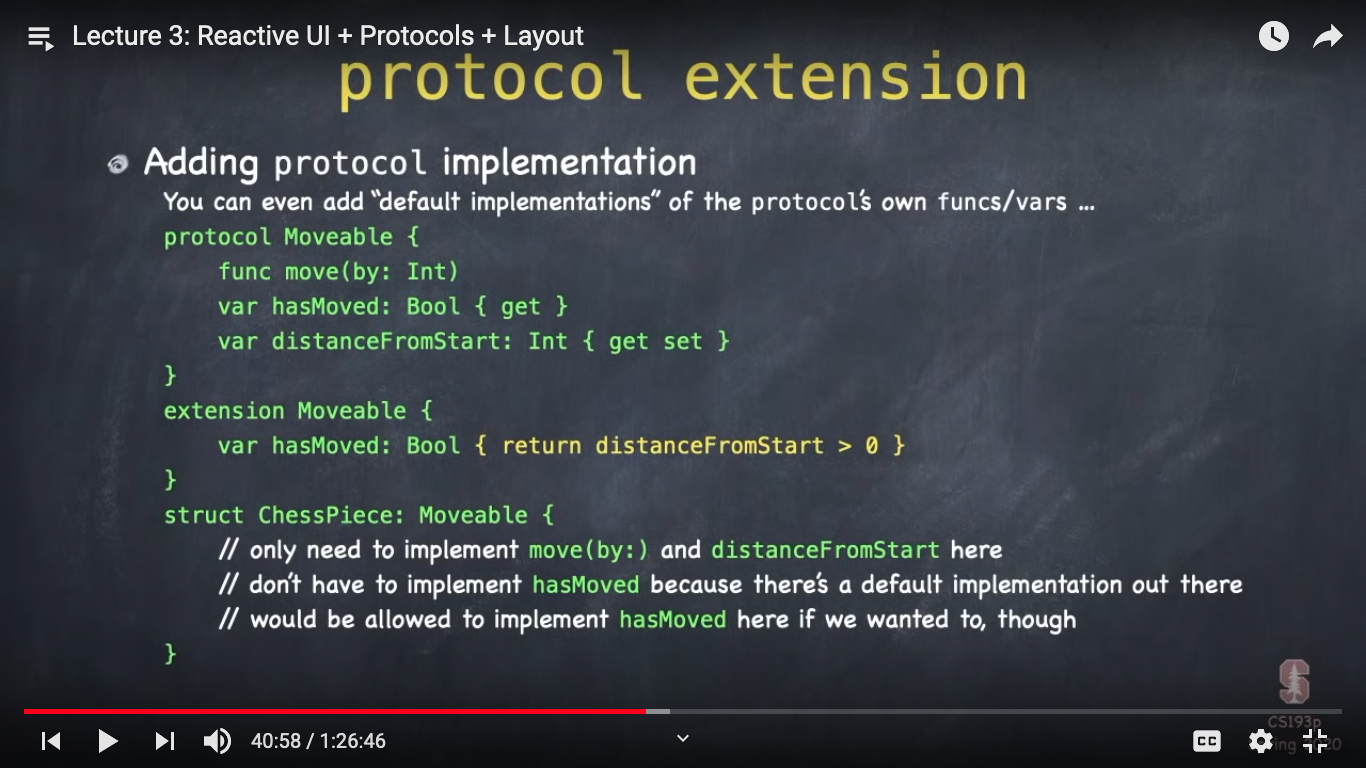 Lecture 3: Reactive UI + Protocols + Layout
protocol extension
Adding protocol implementation
You can even add “default implementations” of the protocol’s own funcs/vars ...
protocol Moveable {
func move(by: Int)
var hasMoved: Bool { get }
var distanceFromStart: Int { get set }
}
extension Moveable {
var hasMoved: Bool { return distanceFromStart > 0 }
}
struct ChessPiece: Moveable {
// only need to implement move(by:) and distanceFromStart here
// don’t have to implement hasMoved because there’s a default implementation out there
// would be allowed to implement hasMoved here if we wanted to, though
}
S
CS193p
40:58 / 1:26:46
CC